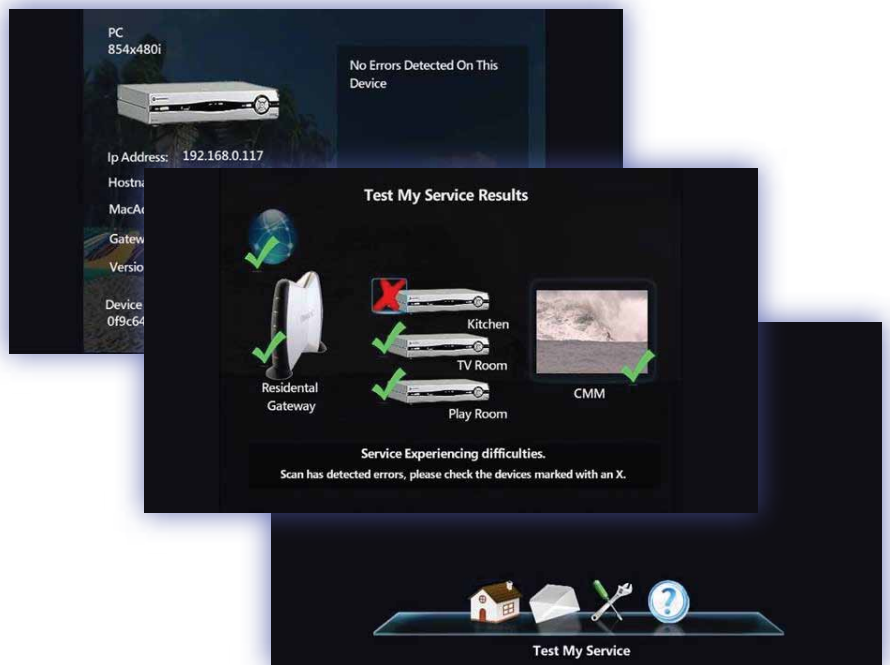 PC
854x480i
No Errors Detected On This
Device
Ip Address: 192.168.0.117
Test My Service Results
Kitchen
TV Room
Play Room
Residental
Gateway
CMM
Service Experiencing difficulties.
Scan has detected errors, please check the devices marked with an X.
Device
0f9c64
Test My Service